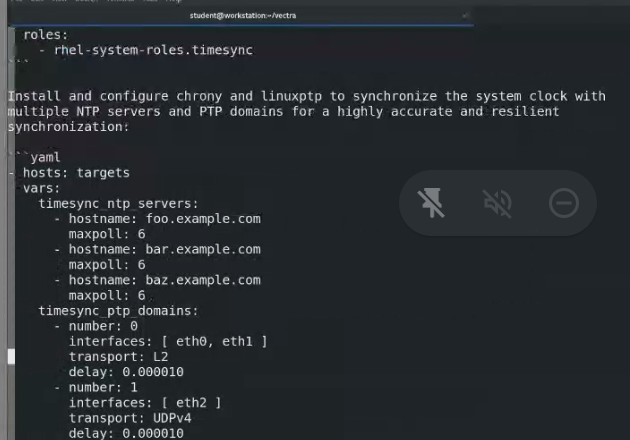 student@workstation:~/vectra
  roles:
    - rhel-system-roles.timesync
```
Install and configure chrony and linuxptp to synchronize the system clock with
multiple NTP servers and PTP domains for a highly accurate and resilient
synchronization:
```yaml
- hosts: targets
  vars:
    timesync_ntp_servers:
      - hostname: foo.example.com
        maxpoll: 6
      - hostname: bar.example.com
        maxpoll: 6
      - hostname: baz.example.com
        maxpoll: 6
    timesync_ptp_domains:
      - number: 0
        interfaces: [ eth0, eth1 ]
        transport: L2
        delay: 0.000010
      - number: 1
        interfaces: [ eth2 ]
        transport: UDPv4
        delay: 0.000010